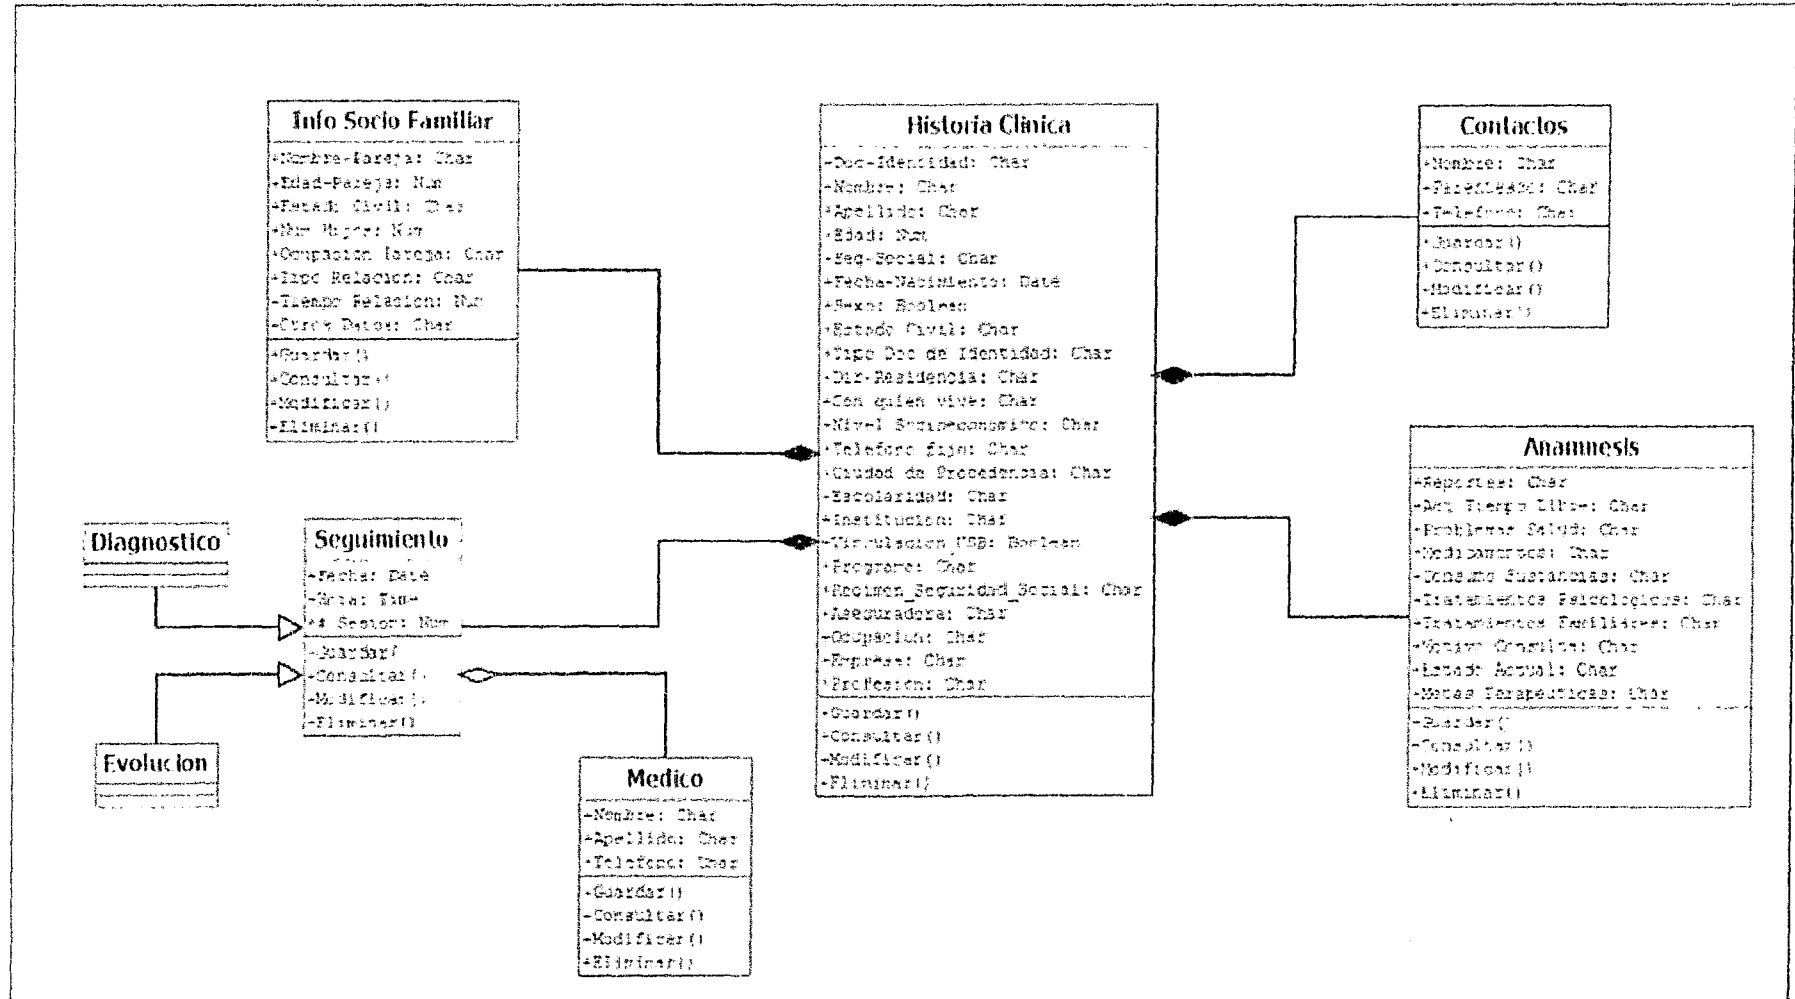 Info Socio Familiar
+Nombre-Pareja: Char
+Edad-Pareja: Num
+Estado Civil: Char
+Num Hijos: Num
+Ocupacion Pareja: Char
+Tipo Relacion: Char
+Tiempo Relacion: Num
+Otros Datos: Char
+Guardar()
+Consultar()
+Modificar()
+Eliminar()
Historia Clinica
+Doc-Identidad: Char
+Nombre: Char
+Apellido: Char
+Edad: Num
+Seg-Social: Char
+Fecha-Nacimiento: Date
+Sexo: Boolean
+Estado Civil: Char
+Tipo Doc de Identidad: Char
+Dir-Residencia: Char
+Con quien vive: Char
+Nivel Socioeconomico: Char
+Telefono fijo: Char
+Ciudad de Procedencia: Char
+Escolaridad: Char
+Institucion: Char
+Vinculacion_USB: Boolean
+Programa: Char
+Regimen_Seguridad_Social: Char
+Aseguradora: Char
+Ocupacion: Char
+Empresa: Char
+Profesion: Char
+Guardar()
+Consultar()
+Modificar()
+Eliminar()
Contactos
+Nombre: Char
+Parentesco: Char
+Telefono: Char
+Guardar()
+Consultar()
+Modificar()
+Eliminar()
Anamnesis
+Reportes: Char
+Act Tiempo Libre: Char
+Problemas Salud: Char
+Medicamentos: Char
+Consumo Sustancias: Char
+Tratamientos Psicologicos: Char
+Tratamientos Familiares: Char
+Motivo Consulta: Char
+Estado Actual: Char
+Metas Terapeuticas: Char
+Guardar()
+Consultar()
+Modificar()
+Eliminar()
Diagnostico
Seguimiento
+Fecha: Date
+Hora: Time
+# Sesion: Num
+Guardar()
+Consultar()
+Modificar()
+Eliminar()
Evolucion
Medico
+Nombre: Char
+Apellido: Char
+Telefono: Char
+Guardar()
+Consultar()
+Modificar()
+Eliminar()